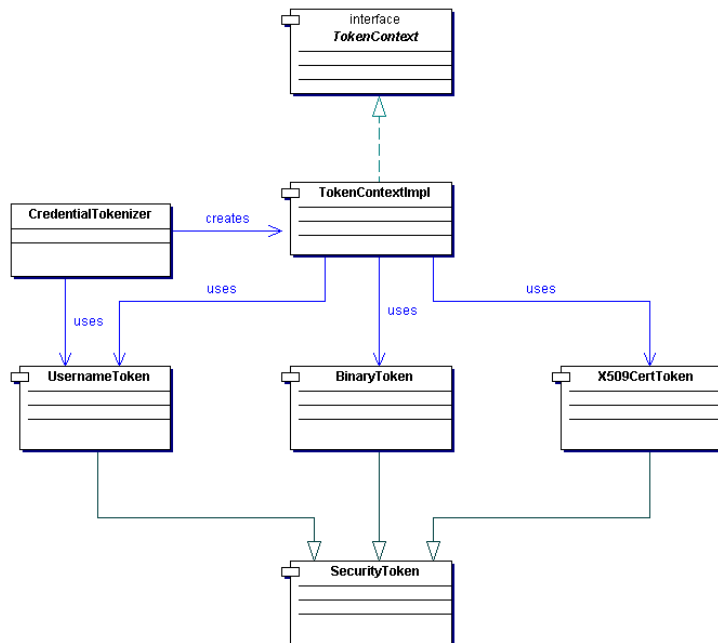 interface
TokenContext
TokenContextImpl
CredentialTokenizer
creates
uses
uses
uses
uses
UsernameToken
BinaryToken
X509CertToken
SecurityToken